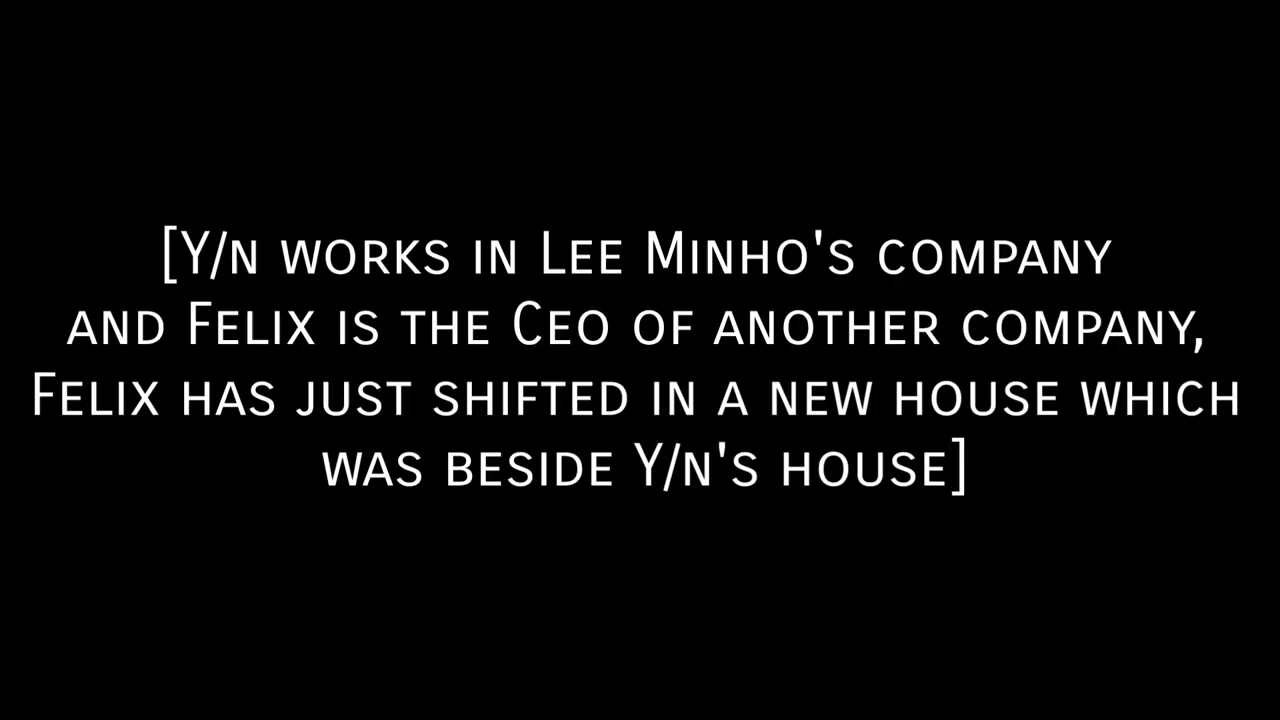 [Y/n works in Lee Minho's company
and Felix is the Ceo of another company,
Felix has just shifted in a new house which
was beside Y/n's house]